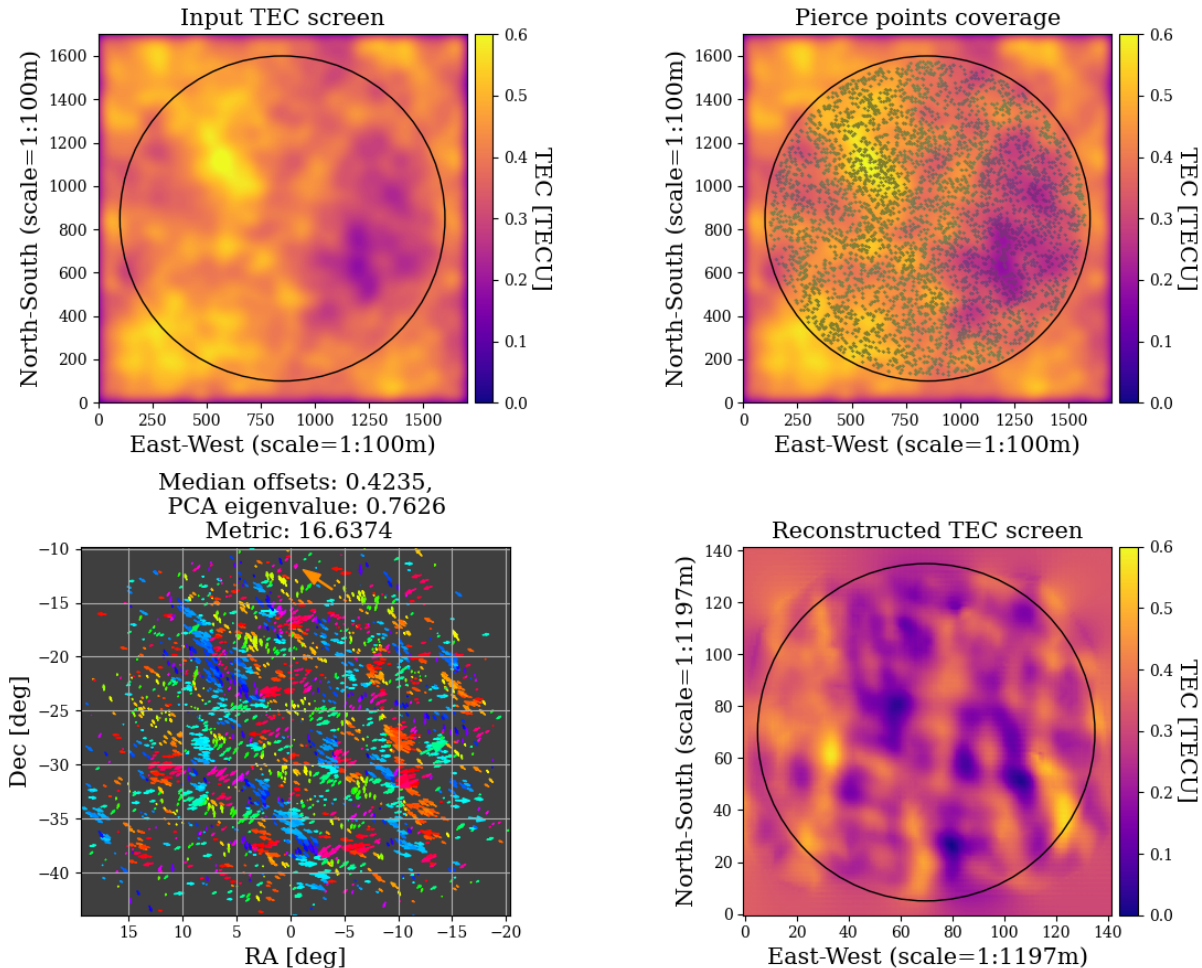 Input TEC screen
1600
1400
1200
1000
800
600
400
200
0
0 250 500 750 1000 1250 1500
North-South (scale=1:100m)
East-West (scale=1:100m)
0.6
0.5
0.4
0.3
0.2
0.1
0.0
TEC [TECU]
Pierce points coverage
1600
1400
1200
1000
800
600
400
200
0
250 500 750 1000 1250 1500
North-South (scale=1:100m)
East-West (scale=1:100m)
0.6
0.5
0.4
0.3
0.2
0.1
0.0
TEC [TECU]
Median offsets: 0.4235,
PCA eigenvalue: 0.7626
Metric: 16.6374
−10
−15
−20
−25
−30
−35
−40
15 10 5 0 −5 −10 −15 −20
Dec [deg]
RA [deg]
Reconstructed TEC screen
140
120
100
80
60
40
20
0
0 20 40 60 80 100 120 140
North-South (scale=1:1197m)
East-West (scale=1:1197m)
0.6
0.5
0.4
0.3
0.2
0.1
0.0
TEC [TECU]